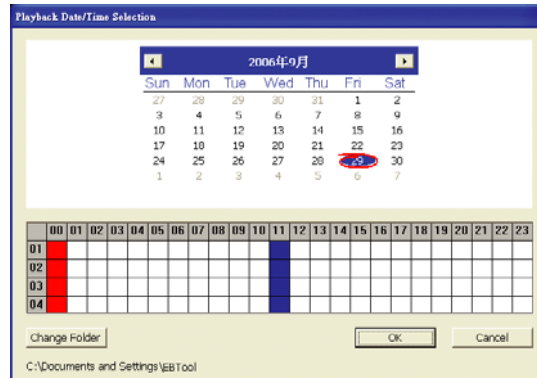 Playback Date/Time Selection
2006年9月
Sun Mon Tue Wed Thu Fri Sat
27 28 29 30 31 1 2
3 4 5 6 7 8 9
10 11 12 13 14 15 16
17 18 19 20 21 22 23
24 25 26 27 28 29 30
1 2 3 4 5 6 7
00 01 02 03 04 05 06 07 08 09 10 11 12 13 14 15 16 17 18 19 20 21 22 23
01
02
03
04
Change Folder OK Cancel
C:\Documents and Settings\EBTool